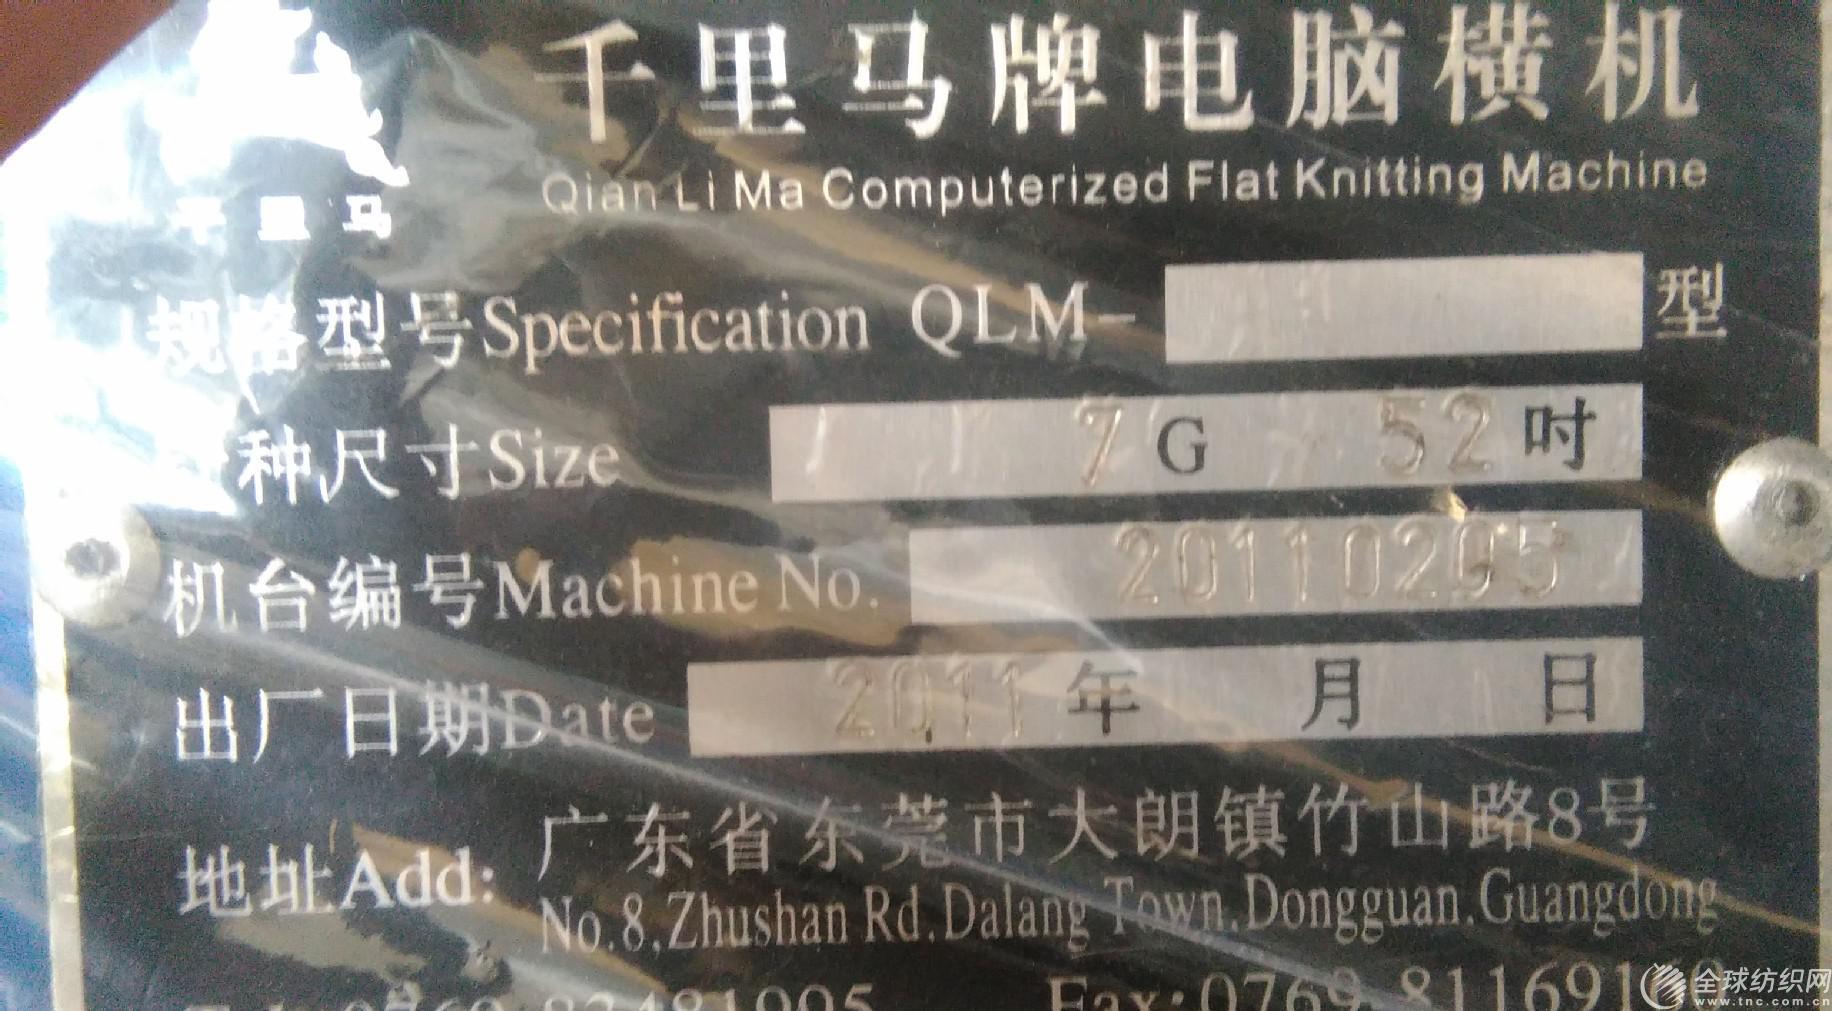 千里马牌电脑横机
Qian Li Ma Computerized Flat Knitting Machine
千里马
规格型号Specification QLM- 型
种尺寸Size 7G 52吋
机台编号Machine No. 20110205
出厂日期Date 2011年 月 日
地址Add: 广东省东莞市大朗镇竹山路8号
No.8,Zhushan Rd,Dalang Town,Dongguan,Guangdong
Fax:0769
全球纺织网
www.tnc.com.cn